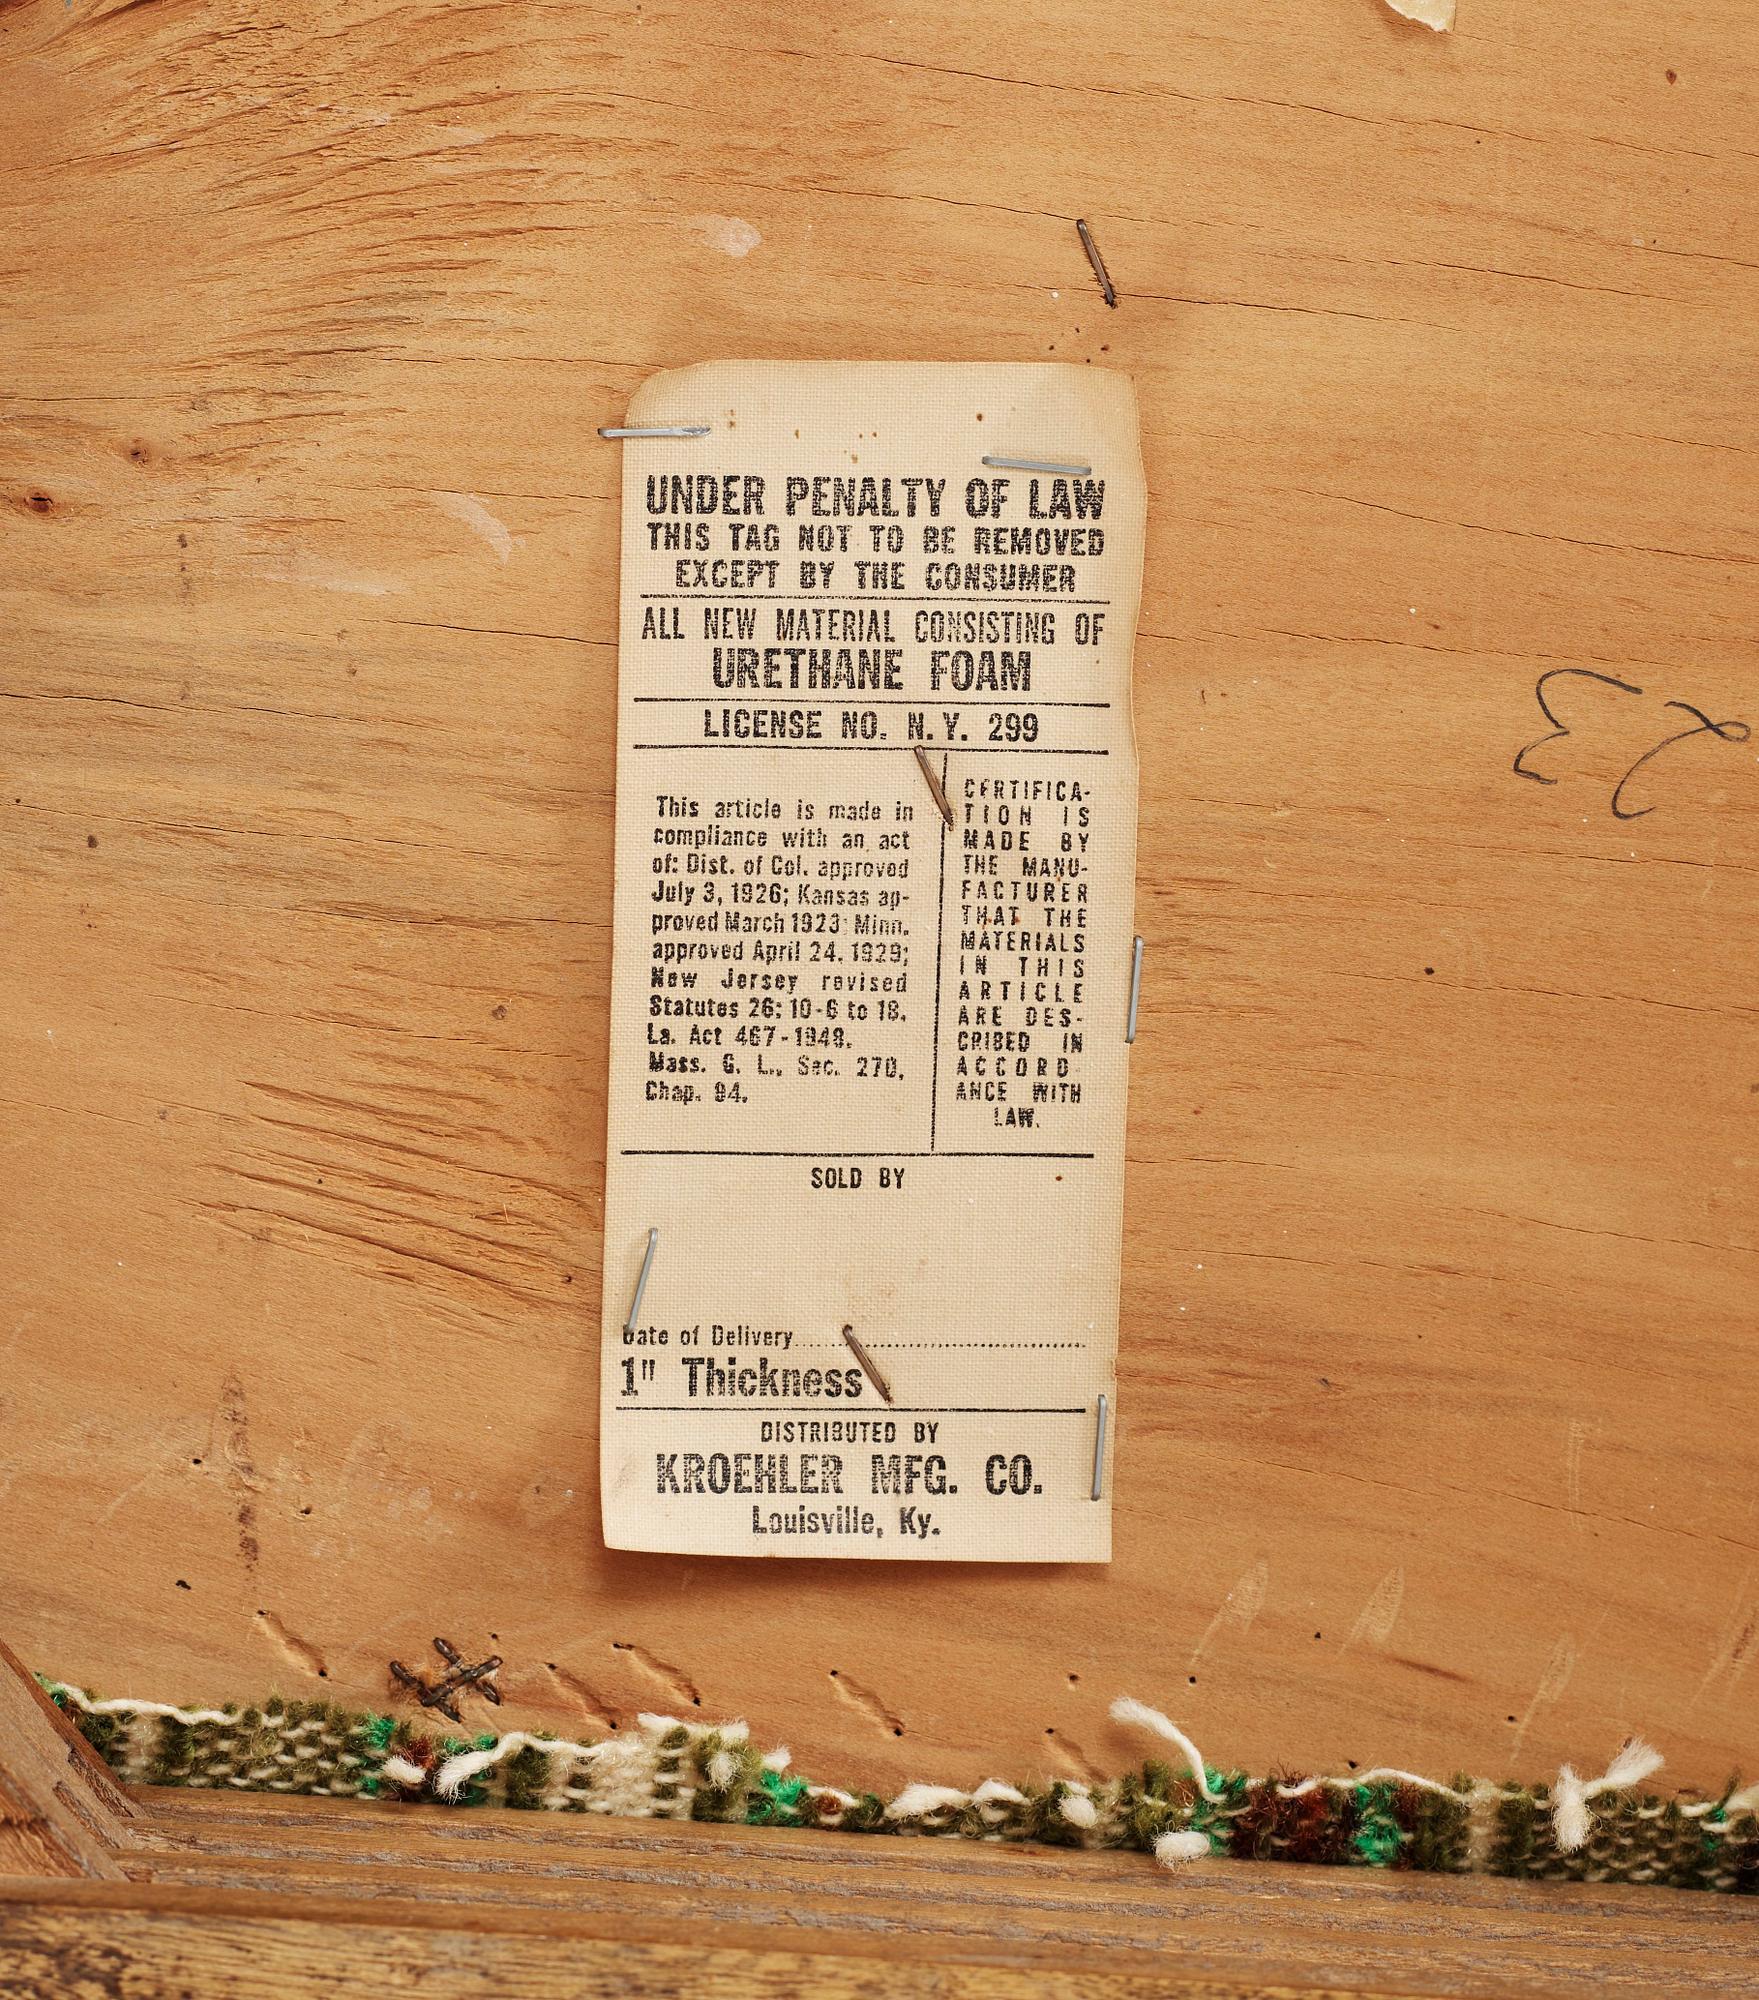 UNDER PENALTY OF LAW
THIS TAG NOT TO BE REMOVED
EXCEPT BY THE CONSUMER
ALL NEW MATERIAL CONSISTING OF
URETHANE FOAM
LICENSE NO. N.Y. 299
This article is made in
compliance with an act
of: Dist. of Col. approved
July 3, 1926; Kansas ap-
proved March 1923; Minn.
approved April 24, 1929;
New Jersey revised
Statutes 26: 10-6 to 18.
La. Act 467-1948.
Mass. G. L., Sec. 270,
Chap. 94.
CERTIFICA-
TION IS
MADE BY
THE MANU-
FACTURER
THAT THE
MATERIALS
IN THIS
ARTICLE
ARE DES-
CRIBED IN
ACCORD-
ANCE WITH
LAW.
SOLD BY
Date of Delivery
1" Thickness
DISTRIBUTED BY
KROEHLER MFG. CO.
Louisville, Ky.
23